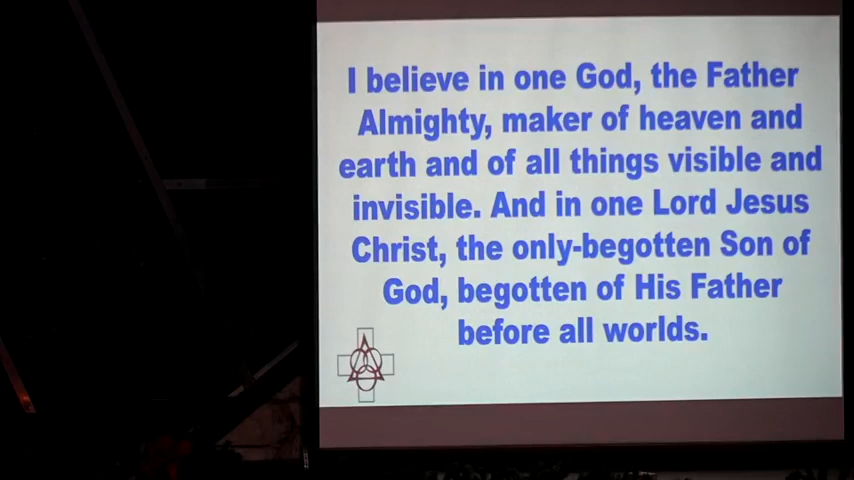 I believe in one God, the Father
Almighty, maker of heaven and
earth and of all things visible and
invisible. And in one Lord Jesus
Christ, the only-begotten Son of
God, begotten of His Father
before all worlds.